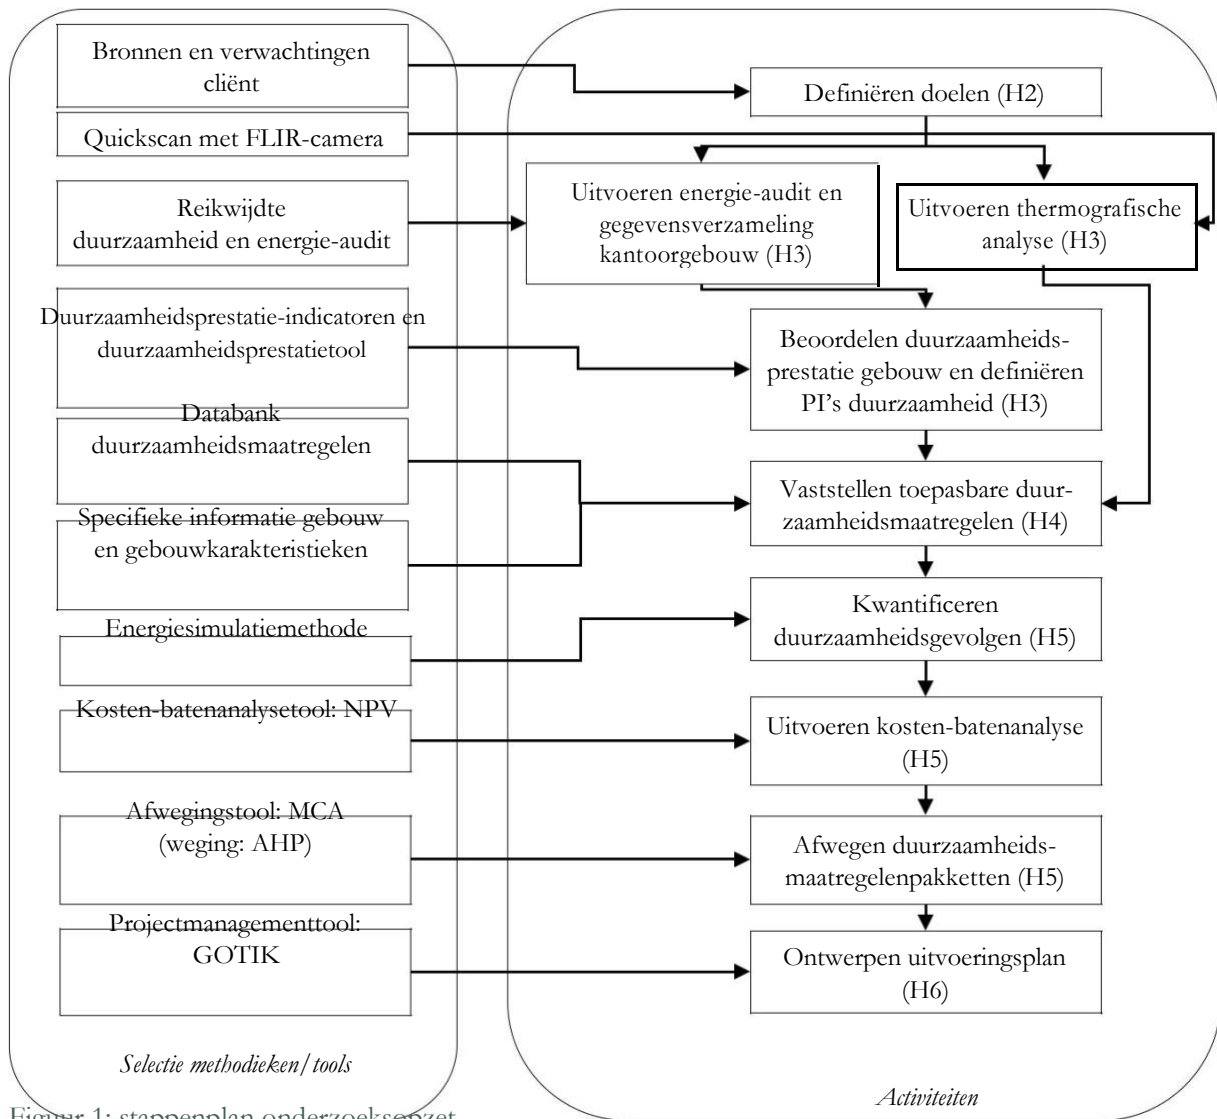 Bronnen en verwachtingen
cliënt
Quickscan met FLIR-camera
Reikwijdte
duurzaamheid en energie-audit
Duurzaamheidsprestatie-indicatoren en
duurzaamheidsprestatietool
Databank
duurzaamheidsmaatregelen
Specifieke informatie gebouw
en gebouwkarakteristieken
Energiesimulatiemethode
Kosten-batenanalysetool: NPV
Afwegingstool: MCA
(weging: AHP)
Projectmanagementtool:
GOTIK
Selectie methodieken/tools
Definiëren doelen (H2)
Uitvoeren energie-audit en
gegevensverzameling
kantoorgebouw (H3)
Uitvoeren thermografische
analyse (H3)
Beoordelen duurzaamheids-
prestatie gebouw en definiëren
PI's duurzaamheid (H3)
Vaststellen toepasbare duur-
zaamheidsmaatregelen (H4)
Kwantificeren
duurzaamheidsgevolgen (H5)
Uitvoeren kosten-batenanalyse
(H5)
Afwegen duurzaamheids-
maatregelenpakketten (H5)
Ontwerpen uitvoeringsplan
(H6)
Activiteiten
Figuur 1: stappenplan onderzoeksopzet